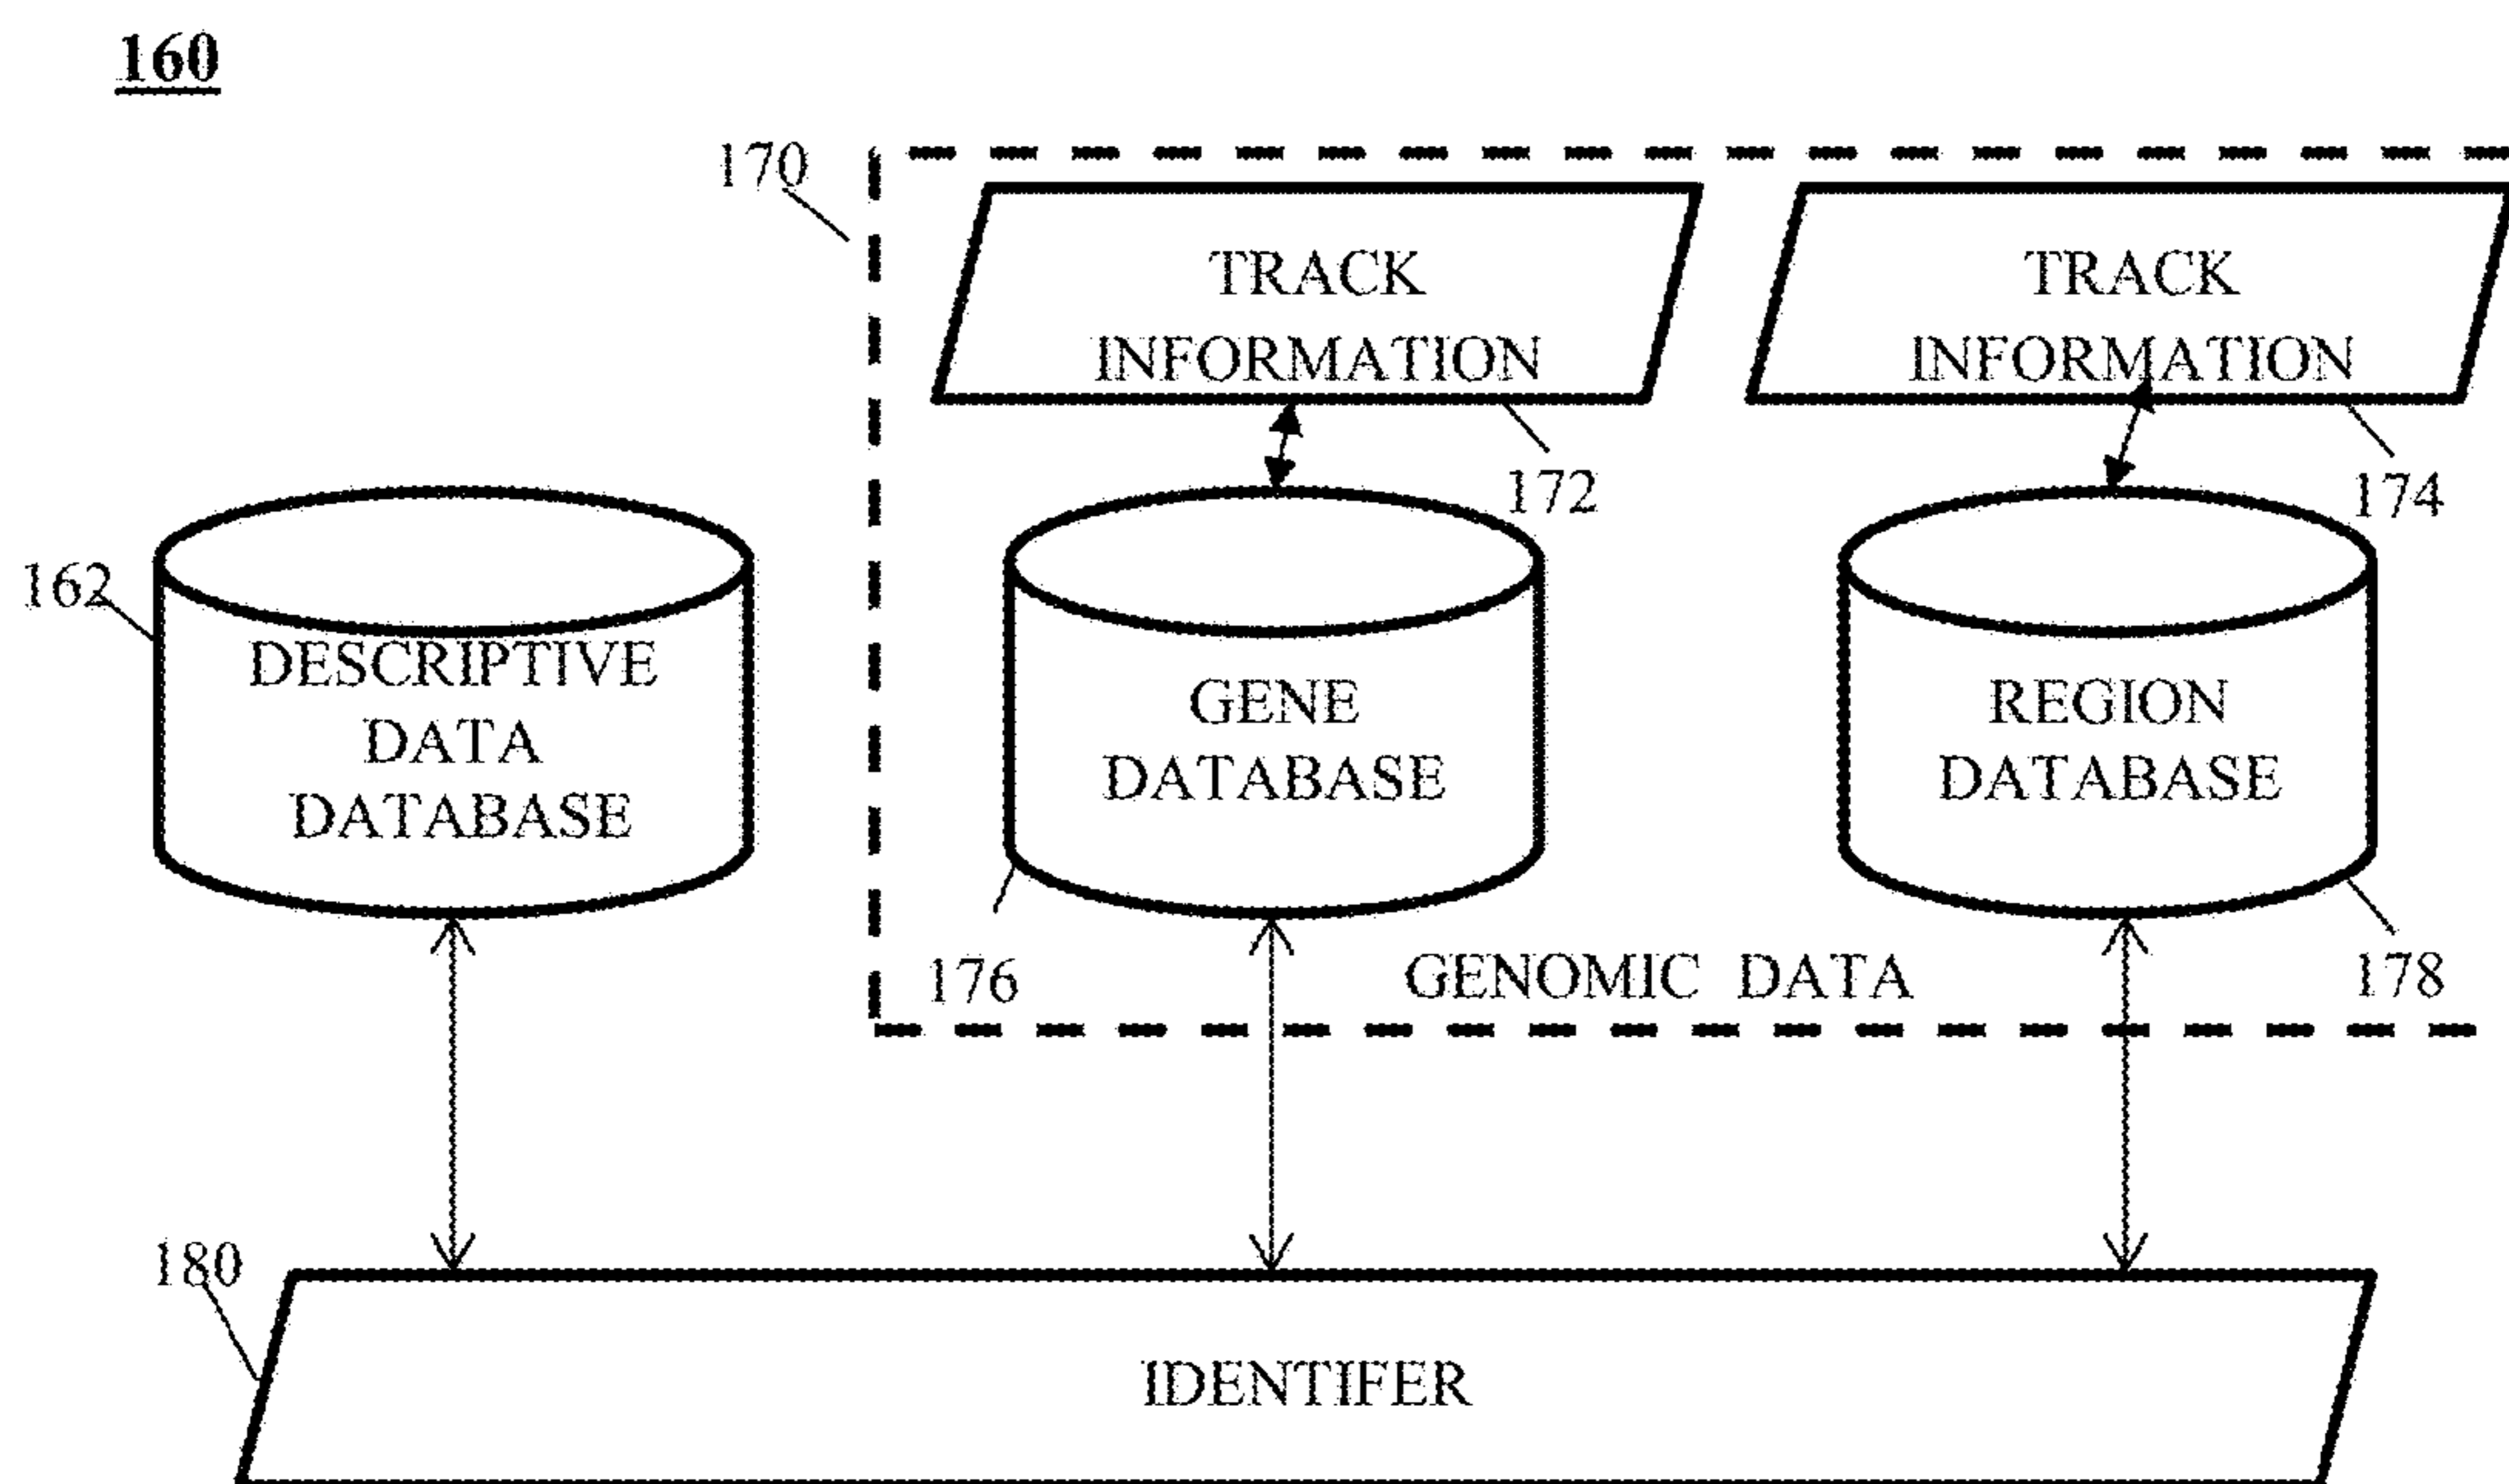 160
170
TRACK
INFORMATION
TRACK
INFORMATION
172
174
162
DESCRIPTIVE
DATA
DATABASE
GENE
DATABASE
REGION
DATABASE
176
GENOMIC DATA
178
180
IDENTIFER